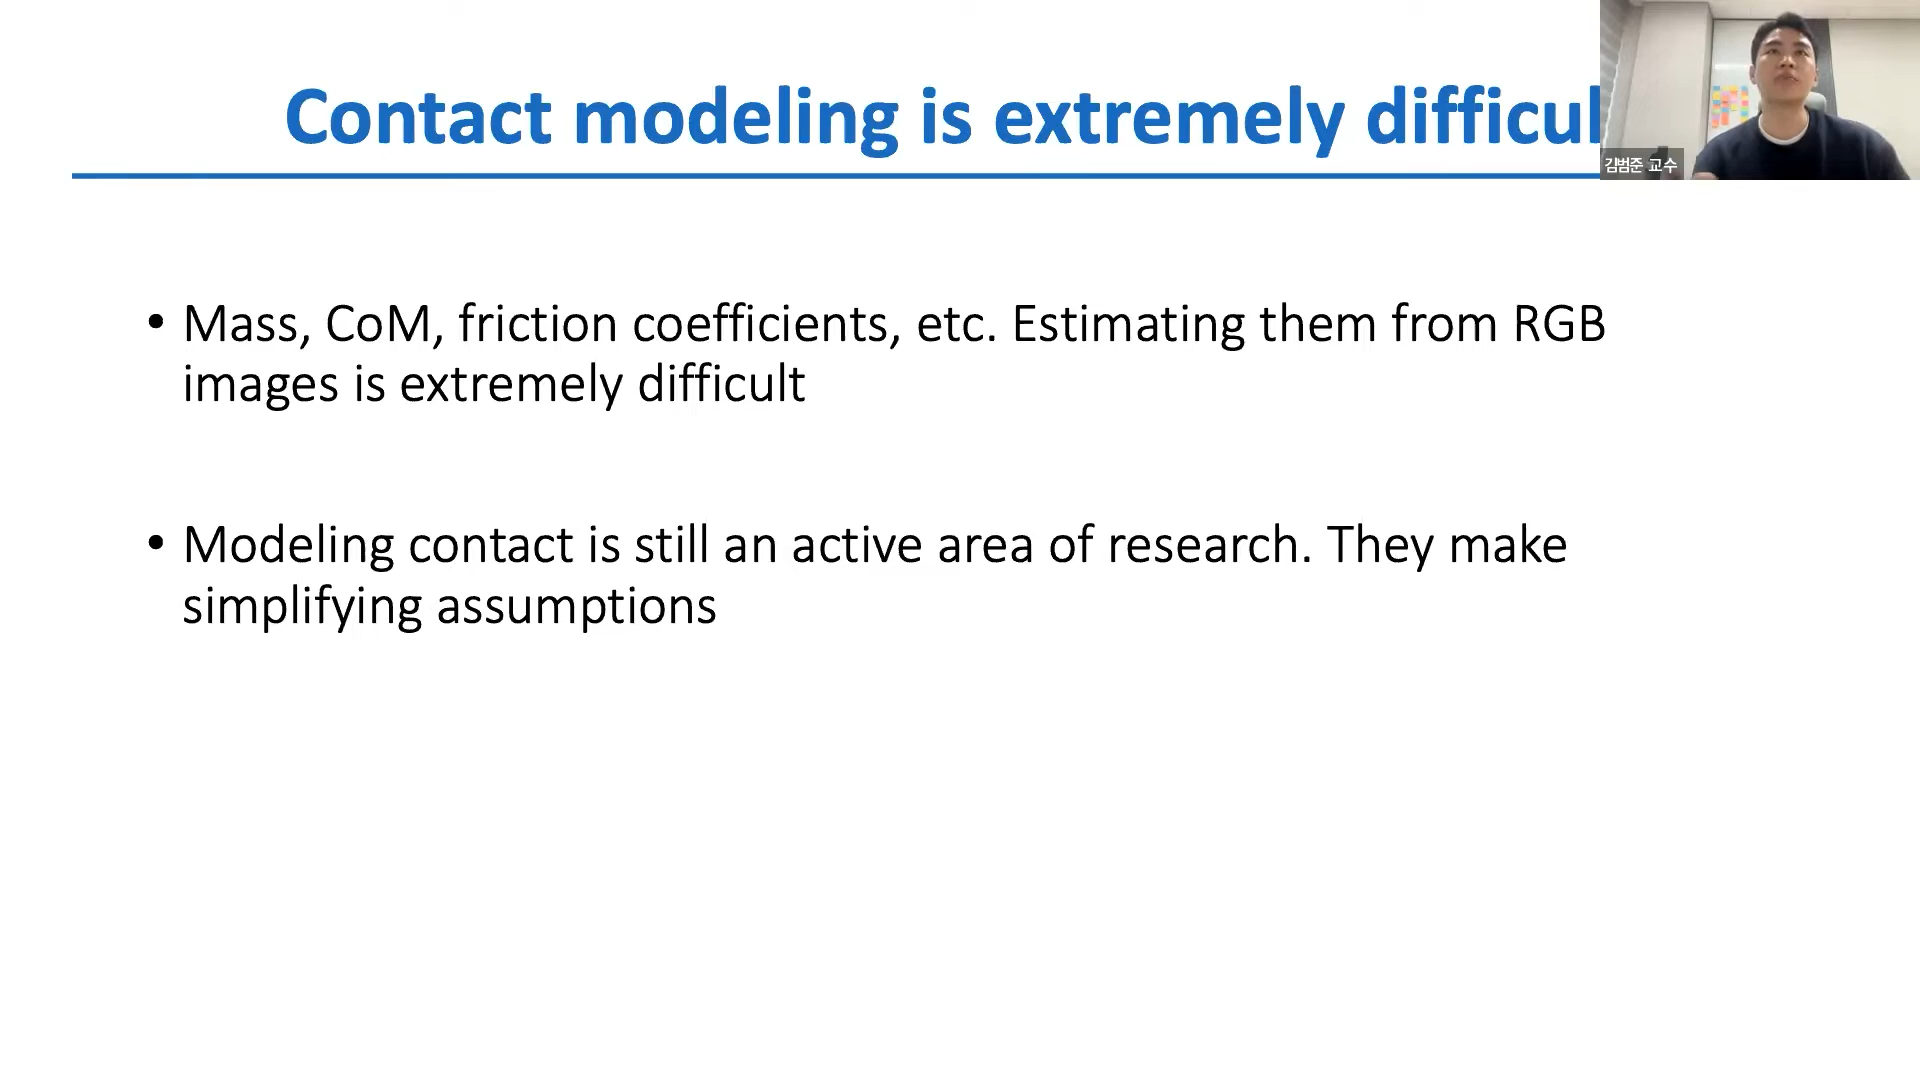 Contact modeling is extremely difficul
김범준 교수
• Mass, CoM, friction coefficients, etc. Estimating them from RGB
images is extremely difficult
• Modeling contact is still an active area of research. They make
simplifying assumptions